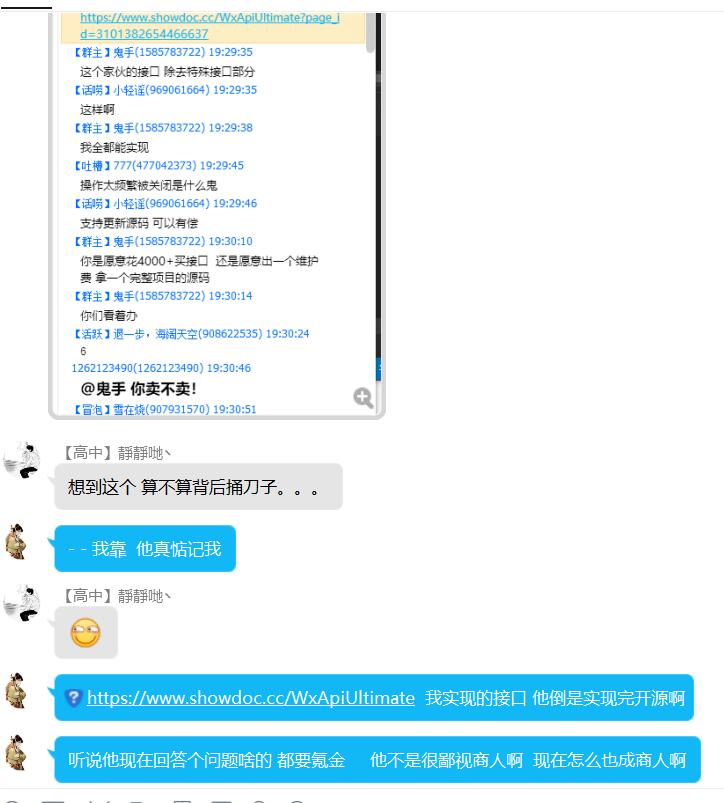 https://www.showdoc.cc/WxApiUltimate?page_i
d=3101382654466637
【群主】鬼手(1585783722) 19:29:35
这个家伙的接口 除去特殊接口部分
【话唠】小轻谣(969061664) 19:29:35
这样啊
【群主】鬼手(1585783722) 19:29:38
我全都能实现
【吐槽】777(477042373) 19:29:45
操作太频繁被关闭是什么鬼
【话唠】小轻谣(969061664) 19:29:46
支持更新源码 可以有偿
【群主】鬼手(1585783722) 19:30:10
你是愿意花4000+买接口 还是愿意出一个维护
费 拿一个完整项目的源码
【群主】鬼手(1585783722) 19:30:14
你们看着办
【活跃】退一步，海阔天空(908622535) 19:30:24
6
1262123490(1262123490) 19:30:46
@鬼手 你卖不卖!
【冒泡】雪在烧(907931570) 19:30:51
【高中】靜靜哋丶
想到这个 算不算背后捅刀子。。。
- - 我靠 他真惦记我
【高中】靜靜哋丶
https://www.showdoc.cc/WxApiUltimate 我实现的接口 他倒是实现完开源啊
听说他现在回答个问题啥的 都要氪金 他不是很鄙视商人啊 现在怎么也成商人啊